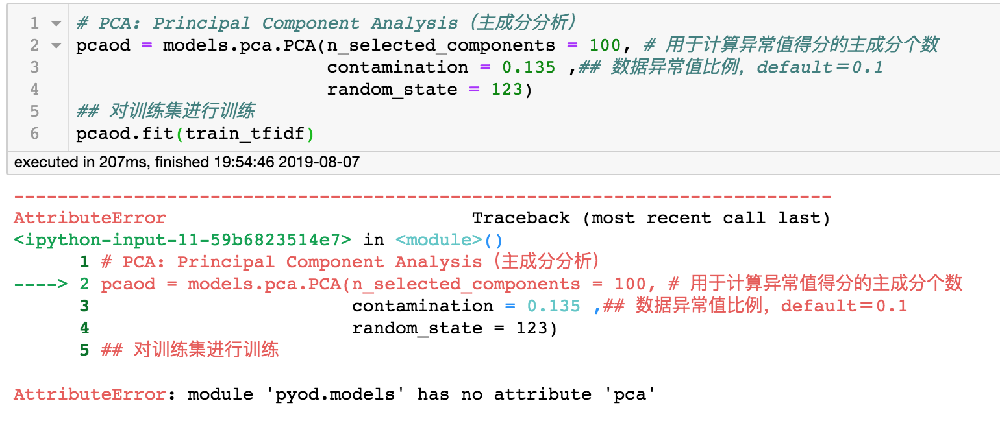 1 # PCA: Principal Component Analysis（主成分分析）
2 pcaod = models.pca.PCA(n_selected_components = 100, # 用于计算异常值得分的主成分个数
3 contamination = 0.135 ,## 数据异常值比例，default＝0.1
4 random_state = 123)
5 ## 对训练集进行训练
6 pcaod.fit(train_tfidf)
executed in 207ms, finished 19:54:46 2019-08-07
---------------------------------------------------------------------------
AttributeError Traceback (most recent call last)
<ipython-input-11-59b6823514e7> in <module>()
1 # PCA: Principal Component Analysis（主成分分析）
----> 2 pcaod = models.pca.PCA(n_selected_components = 100, # 用于计算异常值得分的主成分个数
3 contamination = 0.135 ,## 数据异常值比例，default＝0.1
4 random_state = 123)
5 ## 对训练集进行训练
AttributeError: module 'pyod.models' has no attribute 'pca'